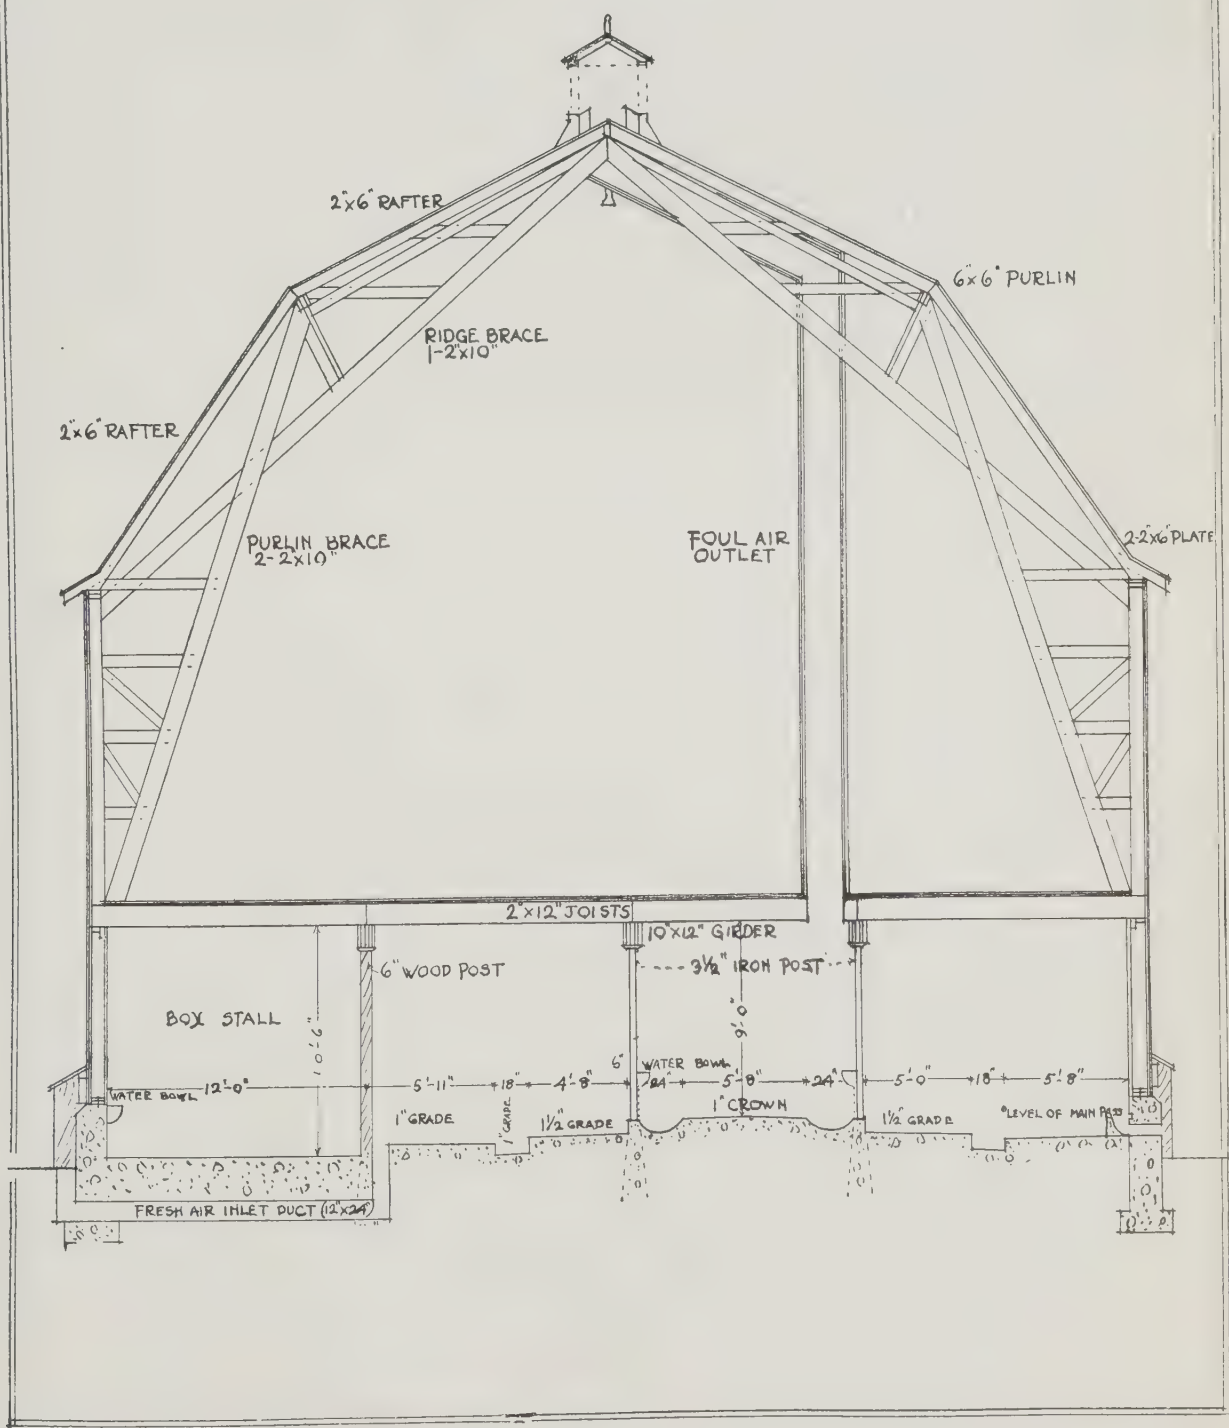 2"x6" RAFTER
6"x6" PURLIN
RIDGE BRACE
1-2"x10"
2"x6" RAFTER
PURLIN BRACE
2-2"x10"
FOUL AIR
OUTLET
2-2"x6" PLATE
2"x12" JOISTS
10"x12" GIRDER
6" WOOD POST
3½" IRON POST
BOX STALL
10'-6"
9'-0"
6"
WATER BOWL
12'-0"
5'-11"
18"
4'-8"
24"
5'-8"
24"
5'-0"
18"
5'-8"
WATER BOWL
1" GRADE
1" GRADE
1½" GRADE
1" CROWN
1½" GRADE
LEVEL OF MAIN PASS
FRESH AIR INLET DUCT (12"x24")